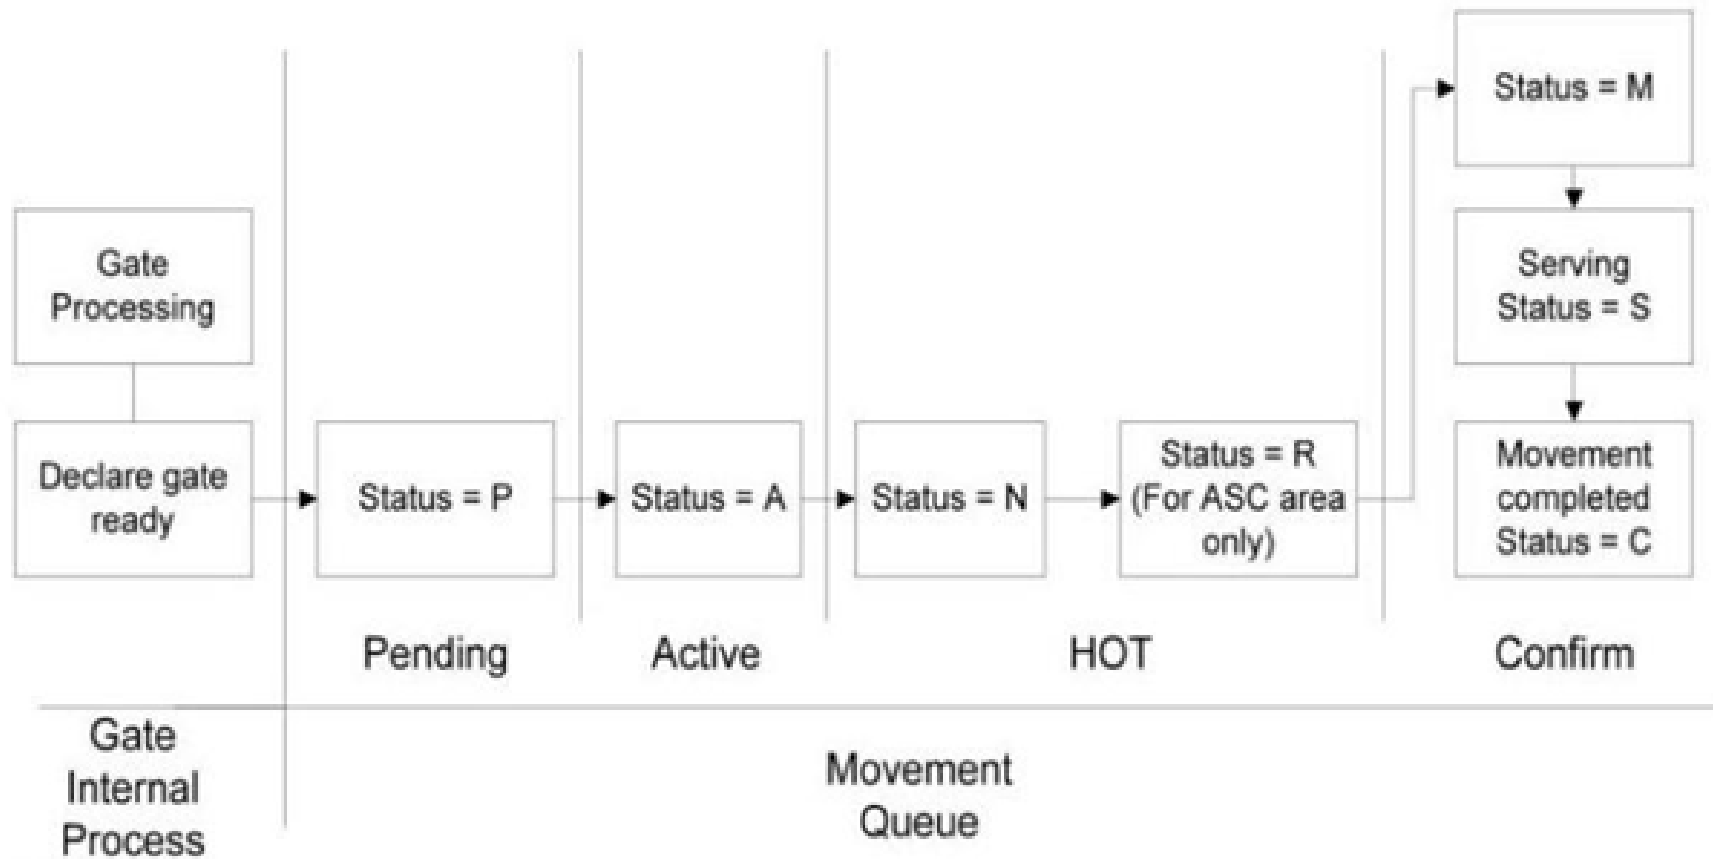 Gate
Processing
Declare gate
ready
Status = P
Status = A
Status = N
Status = R
(For ASC area
only)
Status = M
Serving
Status = S
Movement
completed
Status = C
Pending
Active
HOT
Confirm
Gate
Internal
Process
Movement
Queue